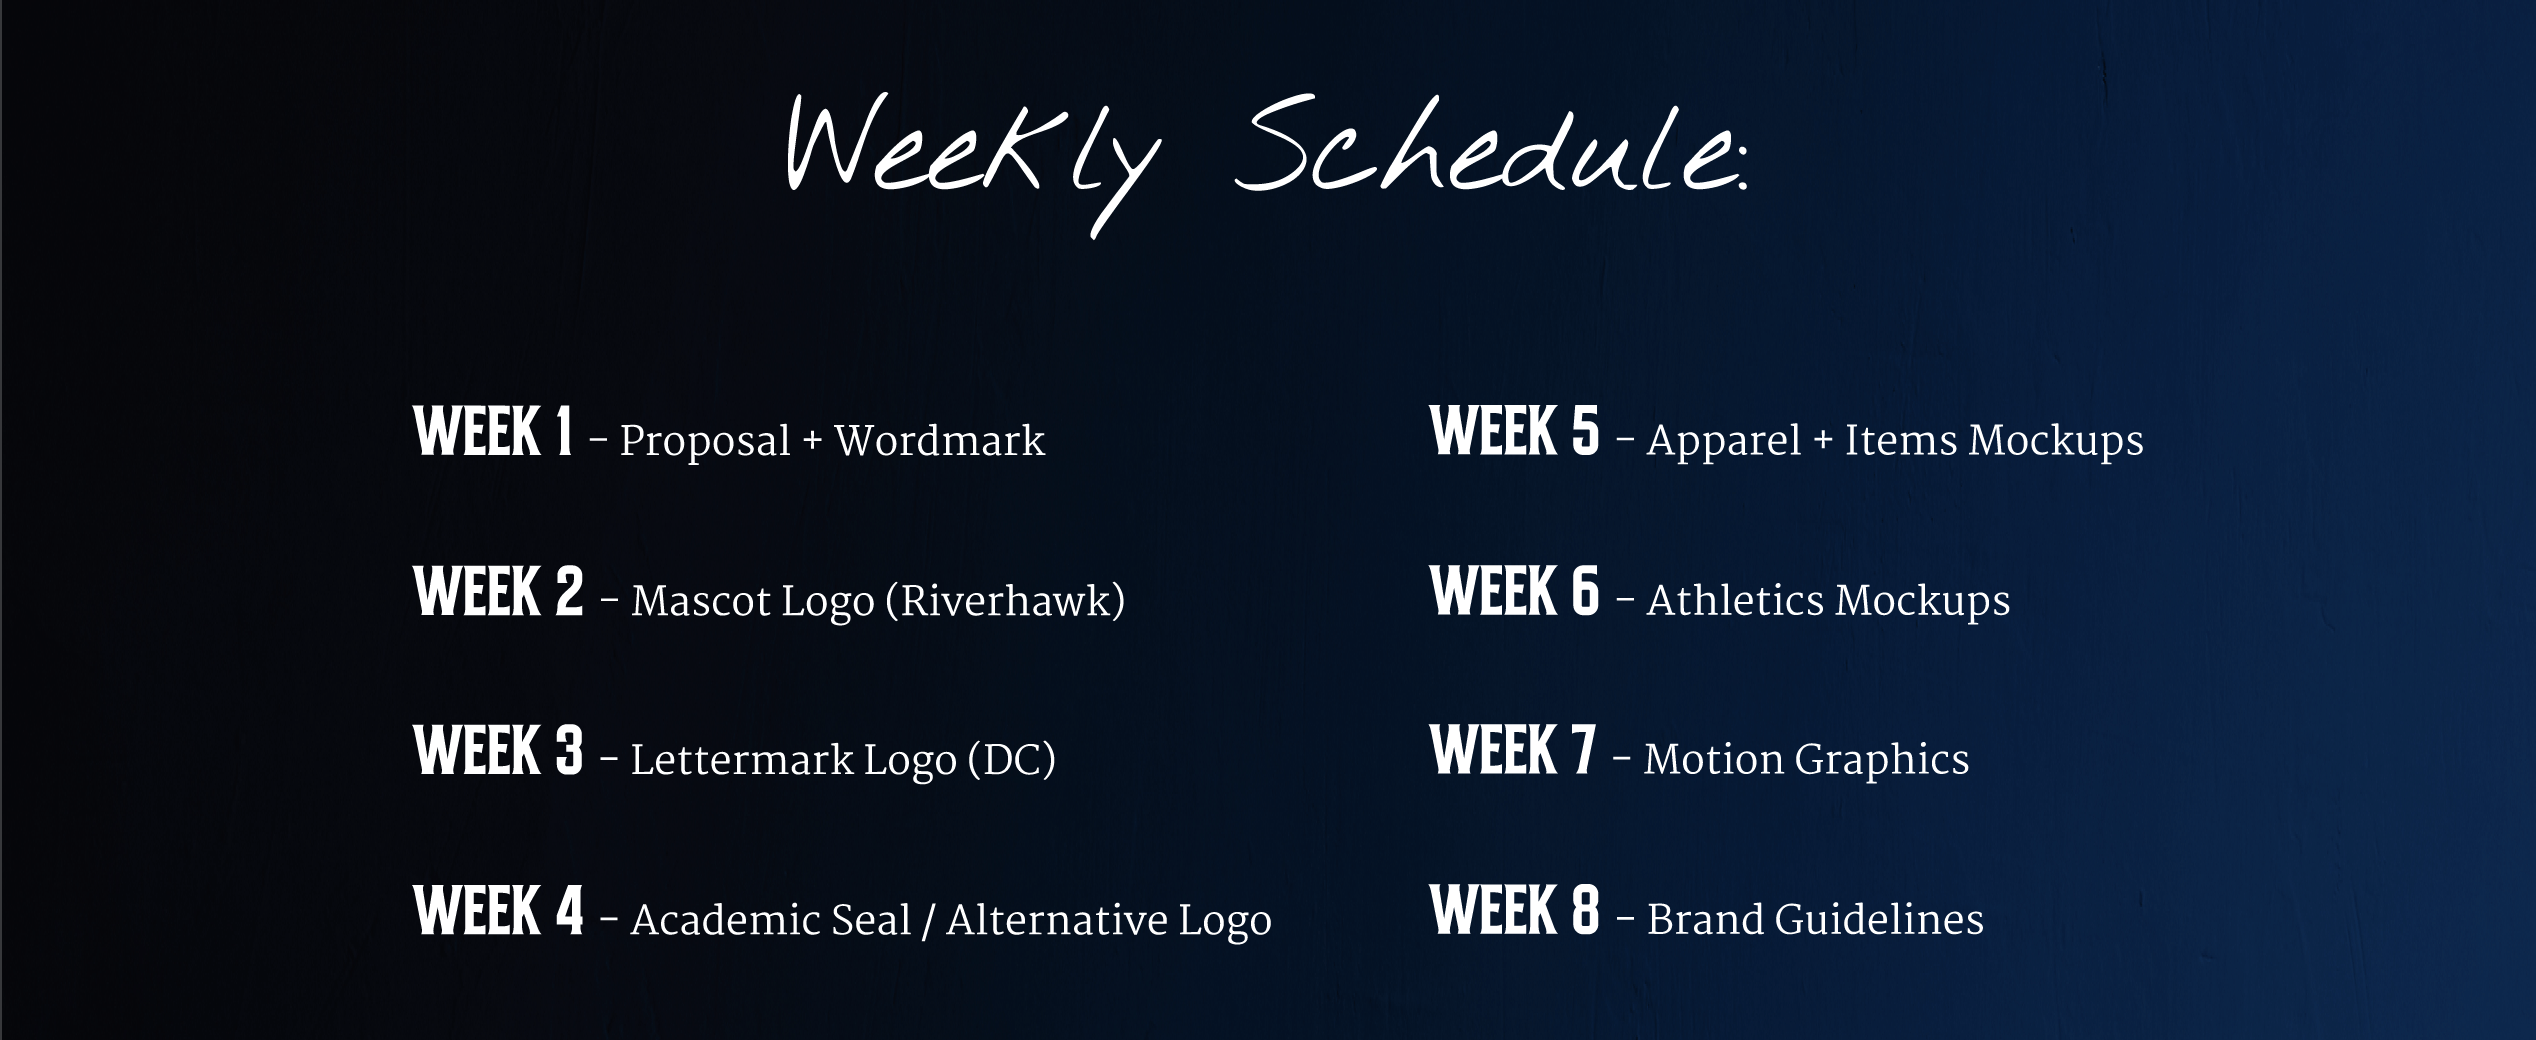 Weekly Schedule:
WEEK 1 – Proposal + Wordmark
WEEK 2 – Mascot Logo (Riverhawk)
WEEK 3 – Lettermark Logo (DC)
WEEK 4 – Academic Seal / Alternative Logo
WEEK 5 – Apparel + Items Mockups
WEEK 6 – Athletics Mockups
WEEK 7 – Motion Graphics
WEEK 8 – Brand Guidelines